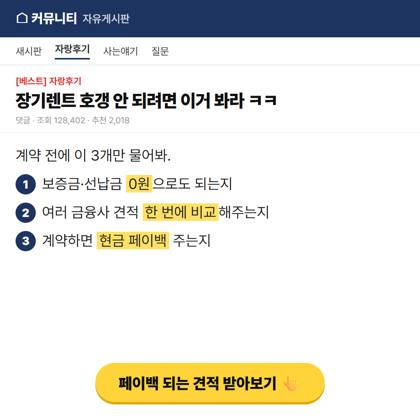 커뮤니티 자유게시판
새시판 자랑후기 사는얘기 질문
[베스트] 자랑후기
장기렌트 호갱 안 되려면 이거 봐라 ㅋㅋ
댓글 · 조회 128,402 · 추천 2,018
계약 전에 이 3개만 물어봐.
1 보증금·선납금 0원으로도 되는지
2 여러 금융사 견적 한 번에 비교해주는지
3 계약하면 현금 페이백 주는지
페이백 되는 견적 받아보기